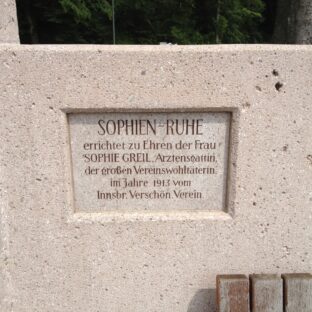 SOPHIEN-RUHE
errichtet zu Ehren der Frau
SOPHIE GREIL, Arztensgattin,
der großen Vereinswohltäterin,
im Jahre 1913 vom
Innsbr. Verschön. Verein.